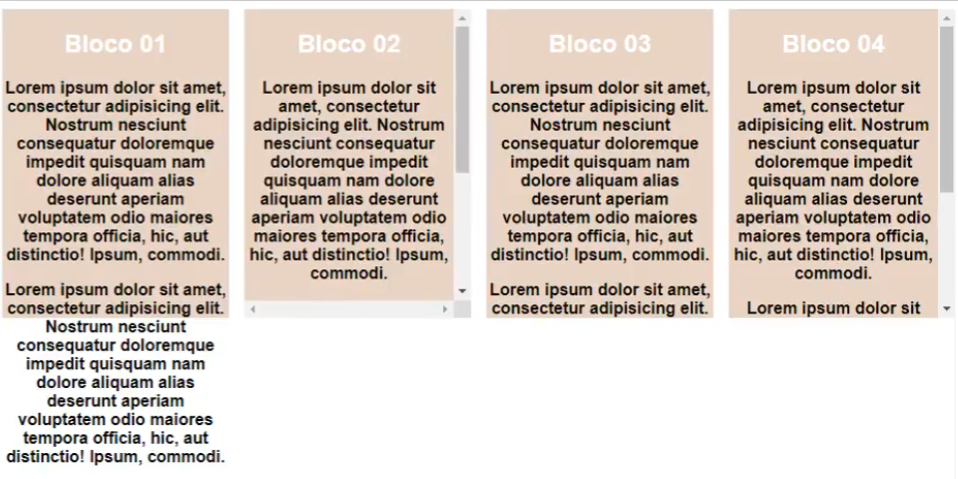 Bloco 01
Lorem ipsum dolor sit amet,
consectetur adipisicing elit.
Nostrum nesciunt
consequatur doloremque
impedit quisquam nam
dolore aliquam alias
deserunt aperiam
voluptatem odio maiores
tempora officia, hic, aut
distinctio! Ipsum, commodi.
Lorem ipsum dolor sit amet,
consectetur adipisicing elit.
Nostrum nesciunt
consequatur doloremque
impedit quisquam nam
dolore aliquam alias
deserunt aperiam
voluptatem odio maiores
tempora officia, hic, aut
distinctio! Ipsum, commodi.
Bloco 02
Lorem ipsum dolor sit
amet, consectetur
adipisicing elit. Nostrum
nesciunt consequatur
doloremque impedit
quisquam nam dolore
aliquam alias deserunt
aperiam voluptatem odio
maiores tempora officia,
hic, aut distinctio! Ipsum,
commodi.
Bloco 03
Lorem ipsum dolor sit amet,
consectetur adipisicing elit.
Nostrum nesciunt
consequatur doloremque
impedit quisquam nam
dolore aliquam alias
deserunt aperiam
voluptatem odio maiores
tempora officia, hic, aut
distinctio! Ipsum, commodi.
Lorem ipsum dolor sit amet,
consectetur adipisicing elit.
Bloco 04
Lorem ipsum dolor sit
amet, consectetur
adipisicing elit. Nostrum
nesciunt consequatur
doloremque impedit
quisquam nam dolore
aliquam alias deserunt
aperiam voluptatem odio
maiores tempora officia,
hic, aut distinctio! Ipsum,
commodi.
Lorem ipsum dolor sit